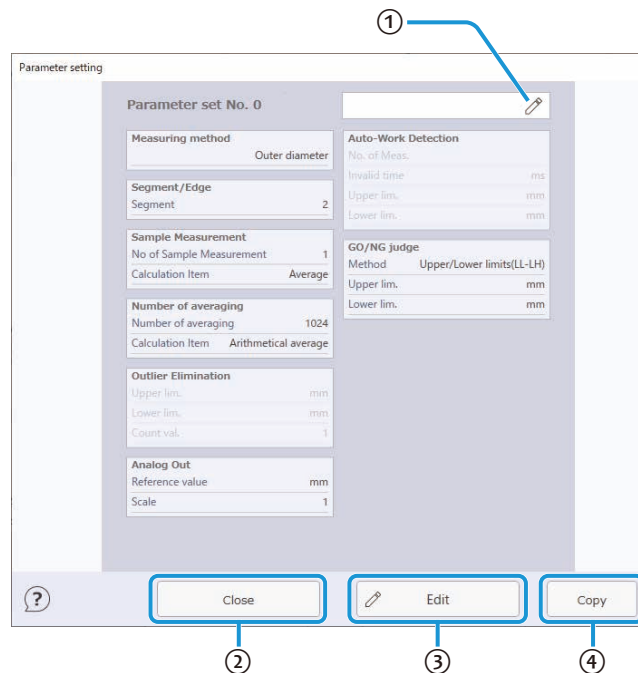 ①
Parameter setting
Parameter set No. 0
Measuring method
Outer diameter
Segment/Edge
Segment 2
Sample Measurement
No of Sample Measurement 1
Calculation Item Average
Number of averaging
Number of averaging 1024
Calculation Item Arithmetical average
Outlier Elimination
Upper lim. mm
Lower lim. mm
Count val. 1
Analog Out
Reference value mm
Scale 1
Auto-Work Detection
No. of Meas.
Invalid time ms
Upper lim. mm
Lower lim. mm
GO/NG judge
Method Upper/Lower limits(LL-LH)
Upper lim. mm
Lower lim. mm
?
Close
Edit
Copy
②
③
④